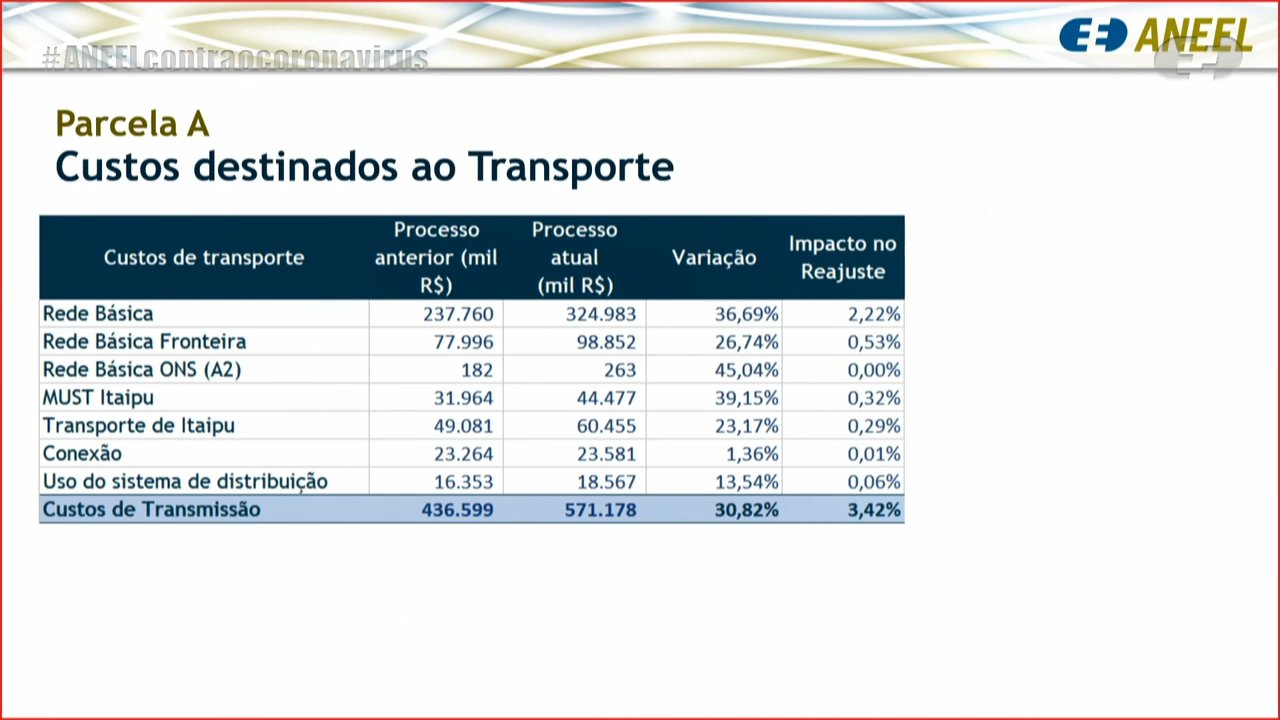 #ANEELcontraocoronavirus
ANEEL
Parcela A
Custos destinados ao Transporte
Custos de transporte Processo anterior (mil R$) Processo atual (mil R$) Variação Impacto no Reajuste
Rede Básica 237.760 324.983 36,69% 2,22%
Rede Básica Fronteira 77.996 98.852 26,74% 0,53%
Rede Básica ONS (A2) 182 263 45,04% 0,00%
MUST Itaipu 31.964 44.477 39,15% 0,32%
Transporte de Itaipu 49.081 60.455 23,17% 0,29%
Conexão 23.264 23.581 1,36% 0,01%
Uso do sistema de distribuição 16.353 18.567 13,54% 0,06%
Custos de Transmissão 436.599 571.178 30,82% 3,42%